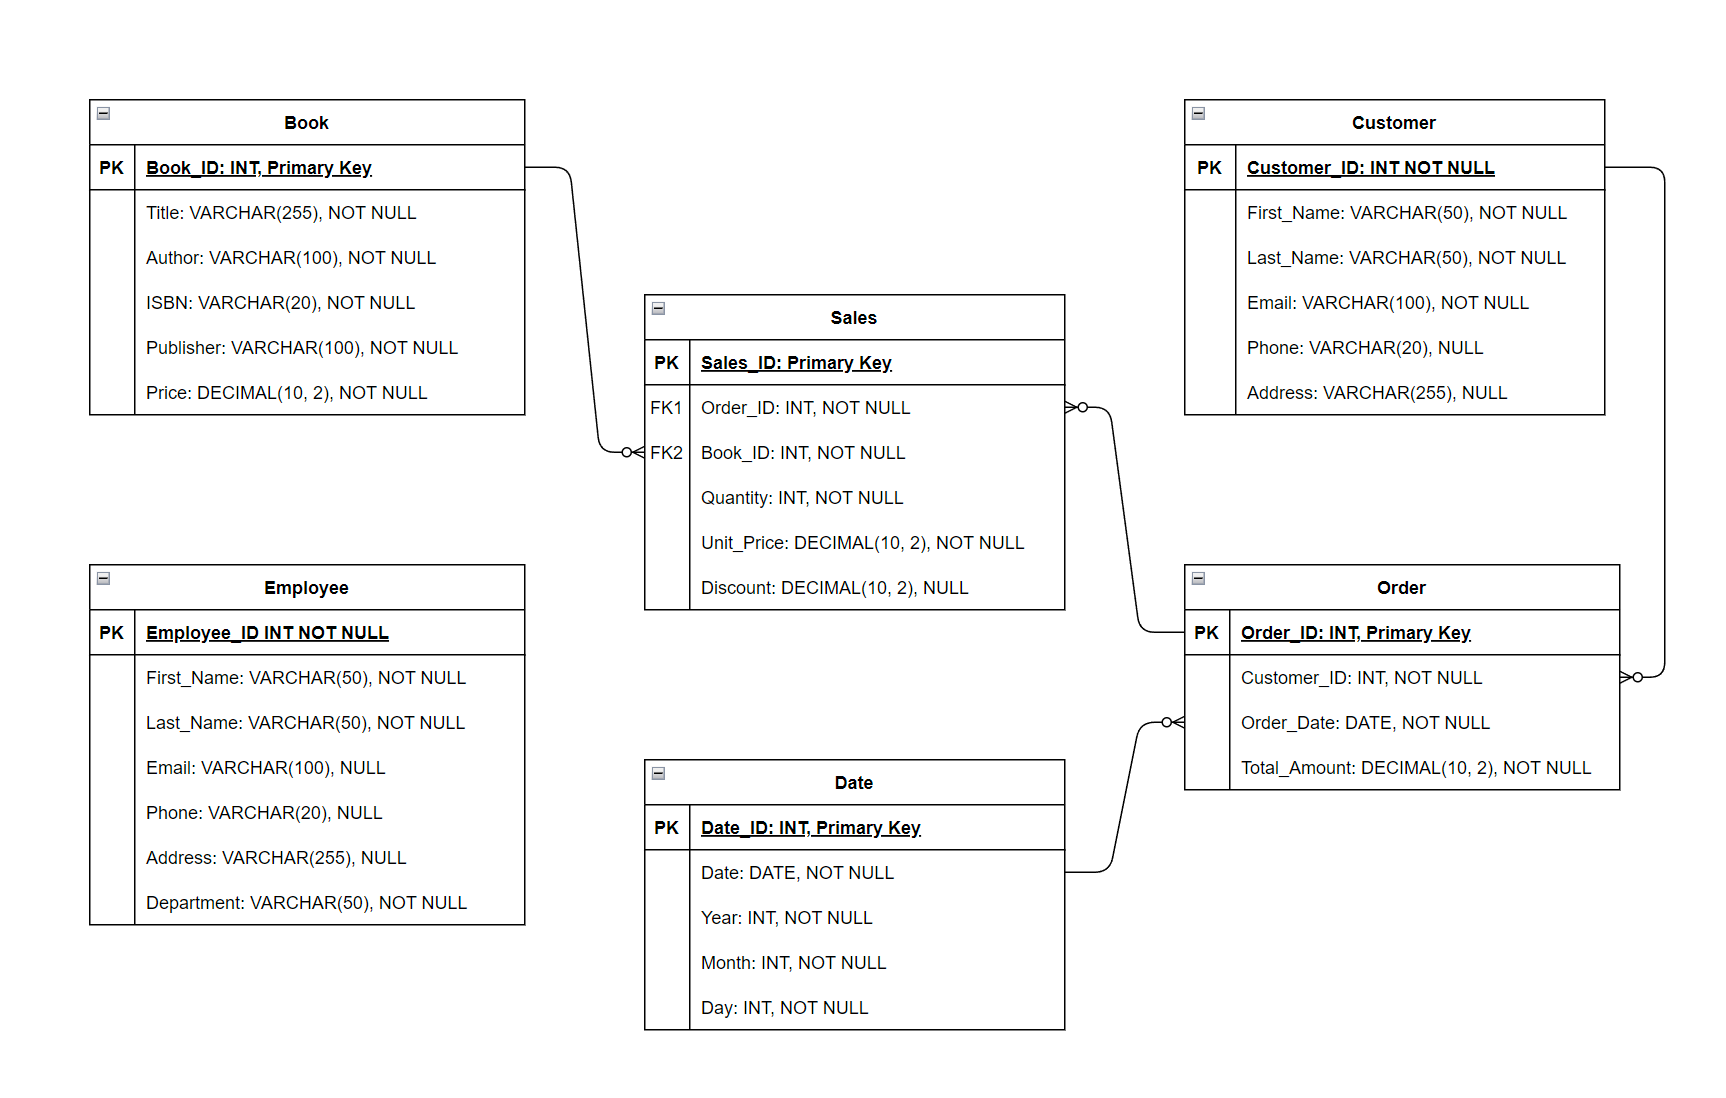 Book
PK Book_ID: INT, Primary Key
Title: VARCHAR(255), NOT NULL
Author: VARCHAR(100), NOT NULL
ISBN: VARCHAR(20), NOT NULL
Publisher: VARCHAR(100), NOT NULL
Price: DECIMAL(10, 2), NOT NULL
Customer
PK Customer_ID: INT NOT NULL
First_Name: VARCHAR(50), NOT NULL
Last_Name: VARCHAR(50), NOT NULL
Email: VARCHAR(100), NOT NULL
Phone: VARCHAR(20), NULL
Address: VARCHAR(255), NULL
Sales
PK Sales_ID: Primary Key
FK1 Order_ID: INT, NOT NULL
FK2 Book_ID: INT, NOT NULL
Quantity: INT, NOT NULL
Unit_Price: DECIMAL(10, 2), NOT NULL
Discount: DECIMAL(10, 2), NULL
Employee
PK Employee_ID INT NOT NULL
First_Name: VARCHAR(50), NOT NULL
Last_Name: VARCHAR(50), NOT NULL
Email: VARCHAR(100), NULL
Phone: VARCHAR(20), NULL
Address: VARCHAR(255), NULL
Department: VARCHAR(50), NOT NULL
Order
PK Order_ID: INT, Primary Key
Customer_ID: INT, NOT NULL
Order_Date: DATE, NOT NULL
Total_Amount: DECIMAL(10, 2), NOT NULL
Date
PK Date_ID: INT, Primary Key
Date: DATE, NOT NULL
Year: INT, NOT NULL
Month: INT, NOT NULL
Day: INT, NOT NULL